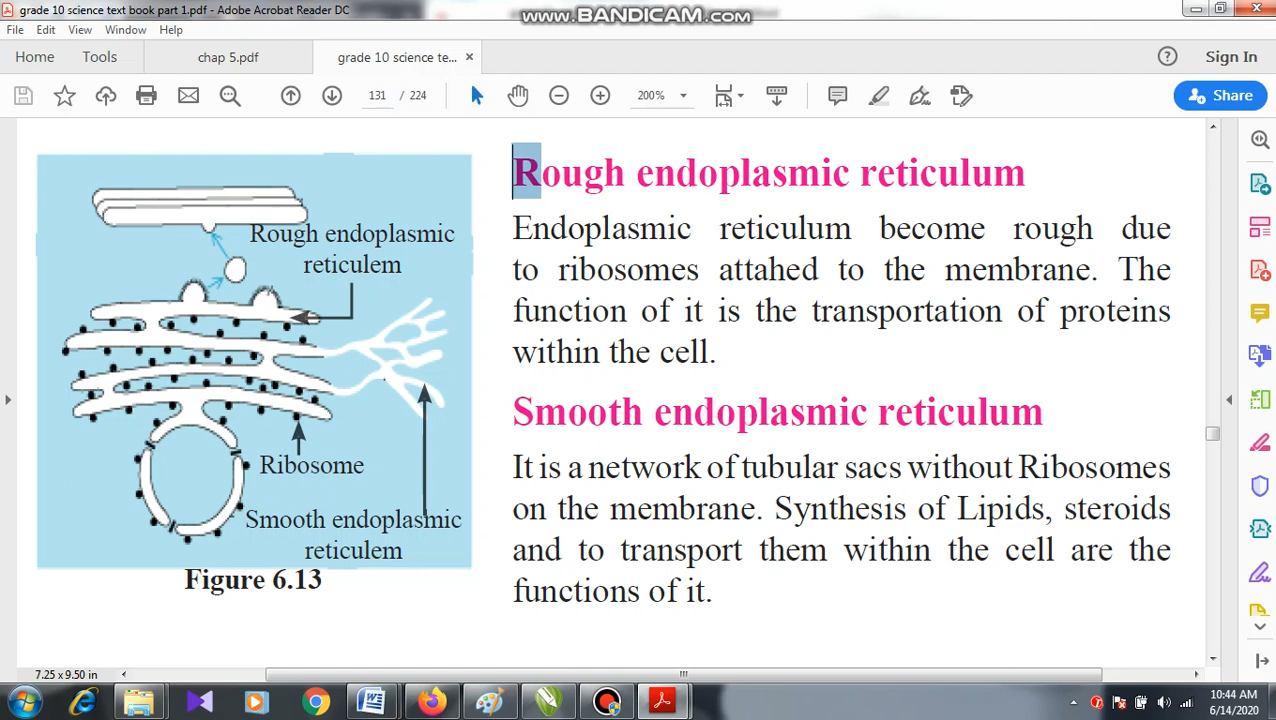 grade 10 science text book part 1.pdf - Adobe Acrobat Reader DC
www.BANDICAM.com
File Edit View Window Help
Home Tools chap 5.pdf grade 10 science te... × Sign In
131 / 224 200% Share
Rough endoplasmic reticulum
Endoplasmic reticulum become rough due
to ribosomes attahed to the membrane. The
function of it is the transportation of proteins
within the cell.
Smooth endoplasmic reticulum
It is a network of tubular sacs without Ribosomes
on the membrane. Synthesis of Lipids, steroids
and to transport them within the cell are the
functions of it.
Rough endoplasmic
reticulem
Ribosome
Smooth endoplasmic
reticulem
Figure 6.13
7.25 x 9.50 in
10:44 AM
6/14/2020